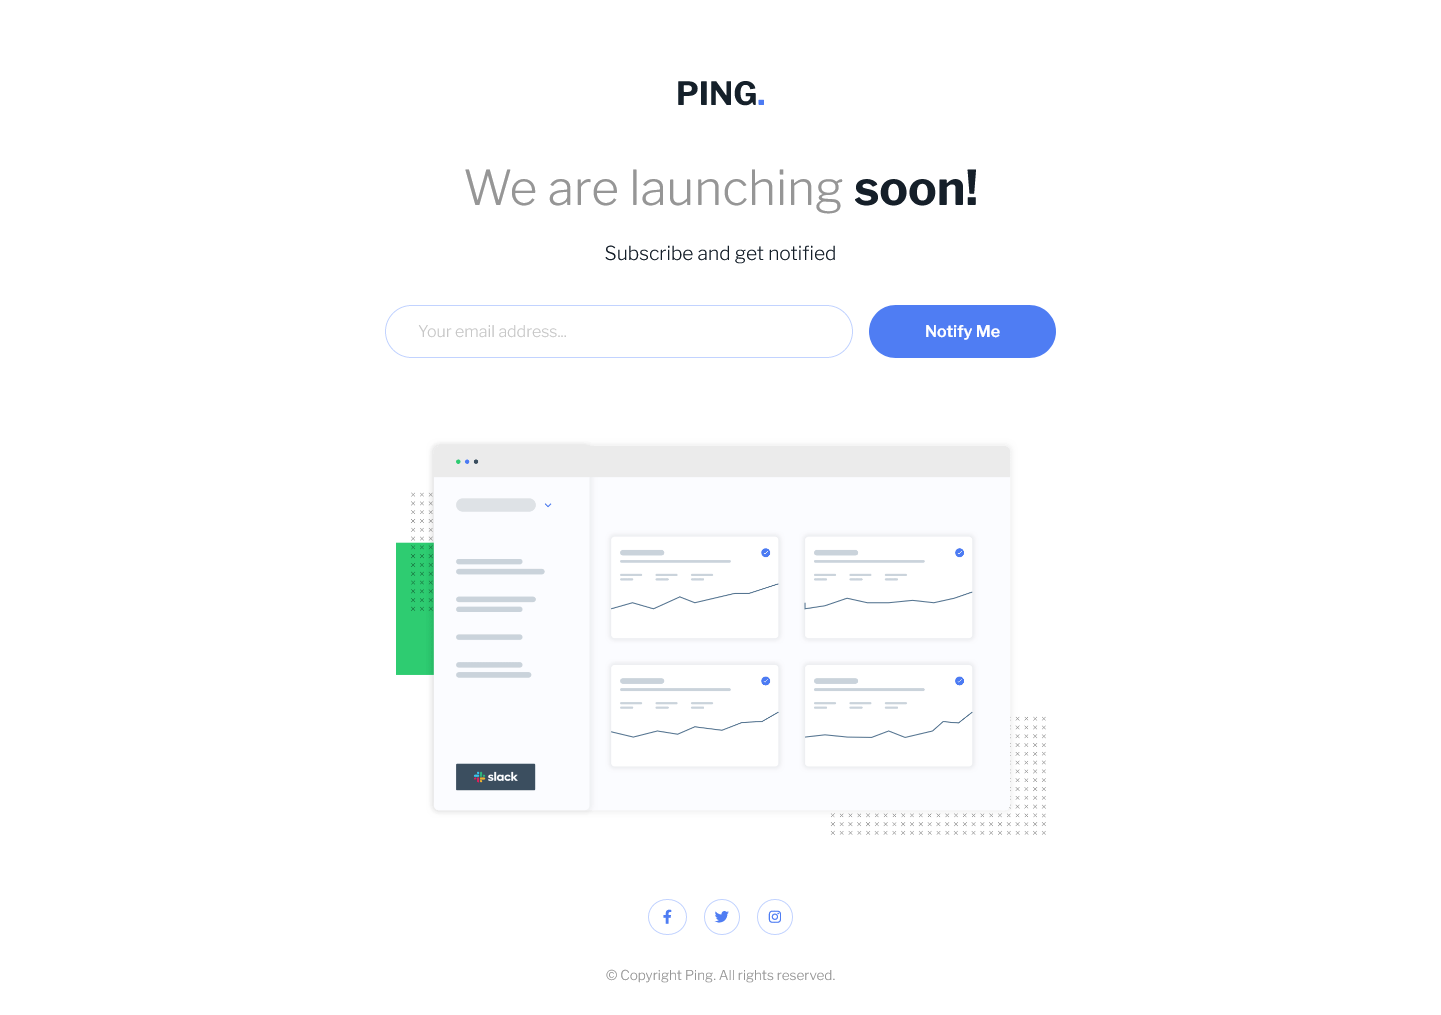 PING.
We are launching soon!
Subscribe and get notified
Your email address...
Notify Me
slack
© Copyright Ping. All rights reserved.